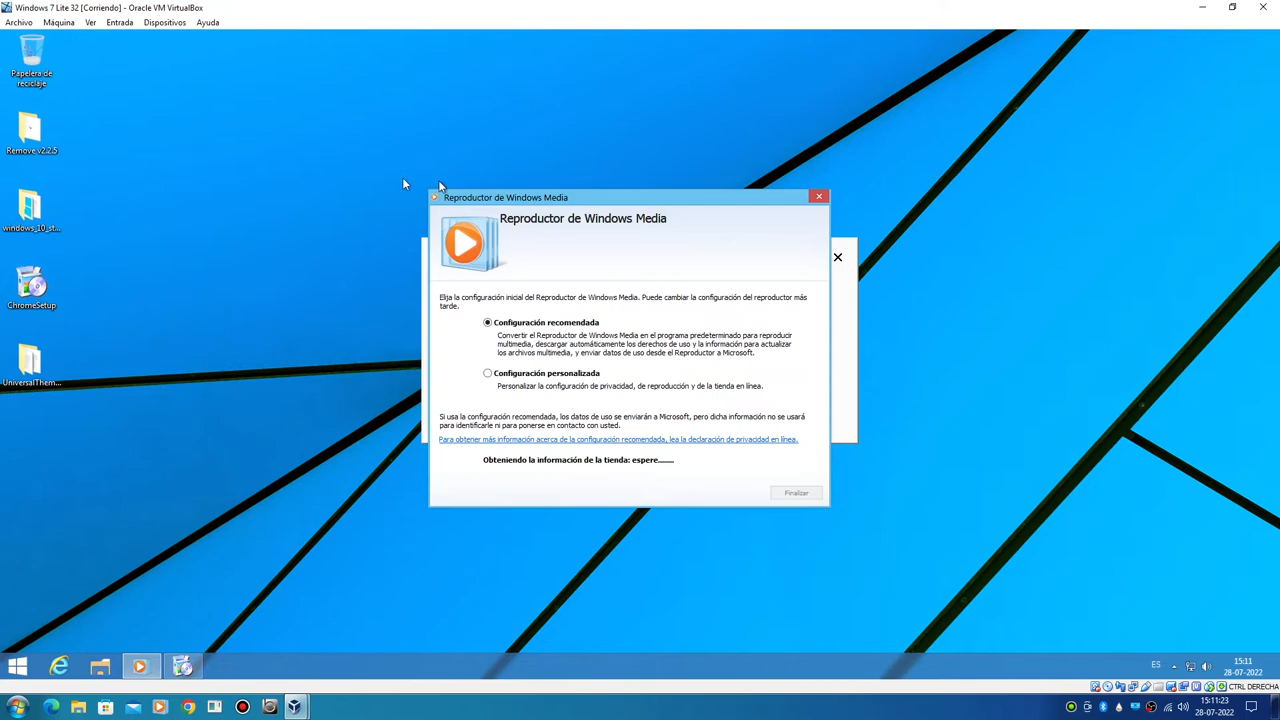 Windows 7 Lite 32 [Corriendo] - Oracle VM VirtualBox
Archivo Máquina Ver Entrada Dispositivos Ayuda
Papelera de
reciclaje
Remove v2.2.5
windows_10_st...
ChromeSetup
UniversalThem...
Reproductor de Windows Media
Reproductor de Windows Media
Elija la configuración inicial del Reproductor de Windows Media. Puede cambiar la configuración del reproductor más
tarde.
Configuración recomendada
Convertir el Reproductor de Windows Media en el programa predeterminado para reproducir
multimedia, descargar automáticamente los derechos de uso y la información para actualizar
los archivos multimedia, y enviar datos de uso desde el Reproductor a Microsoft.
Configuración personalizada
Personalizar la configuración de privacidad, de reproducción y de la tienda en línea.
Si usa la configuración recomendada, los datos de uso se enviarán a Microsoft, pero dicha información no se usará
para identificarle ni para ponerse en contacto con usted.
Para obtener más información acerca de la configuración recomendada, lea la declaración de privacidad en línea.
Obteniendo la información de la tienda: espere.......
Finalizar
ES
15:11
28-07-2022
CTRL DERECHA
15:11:23
28-07-2022